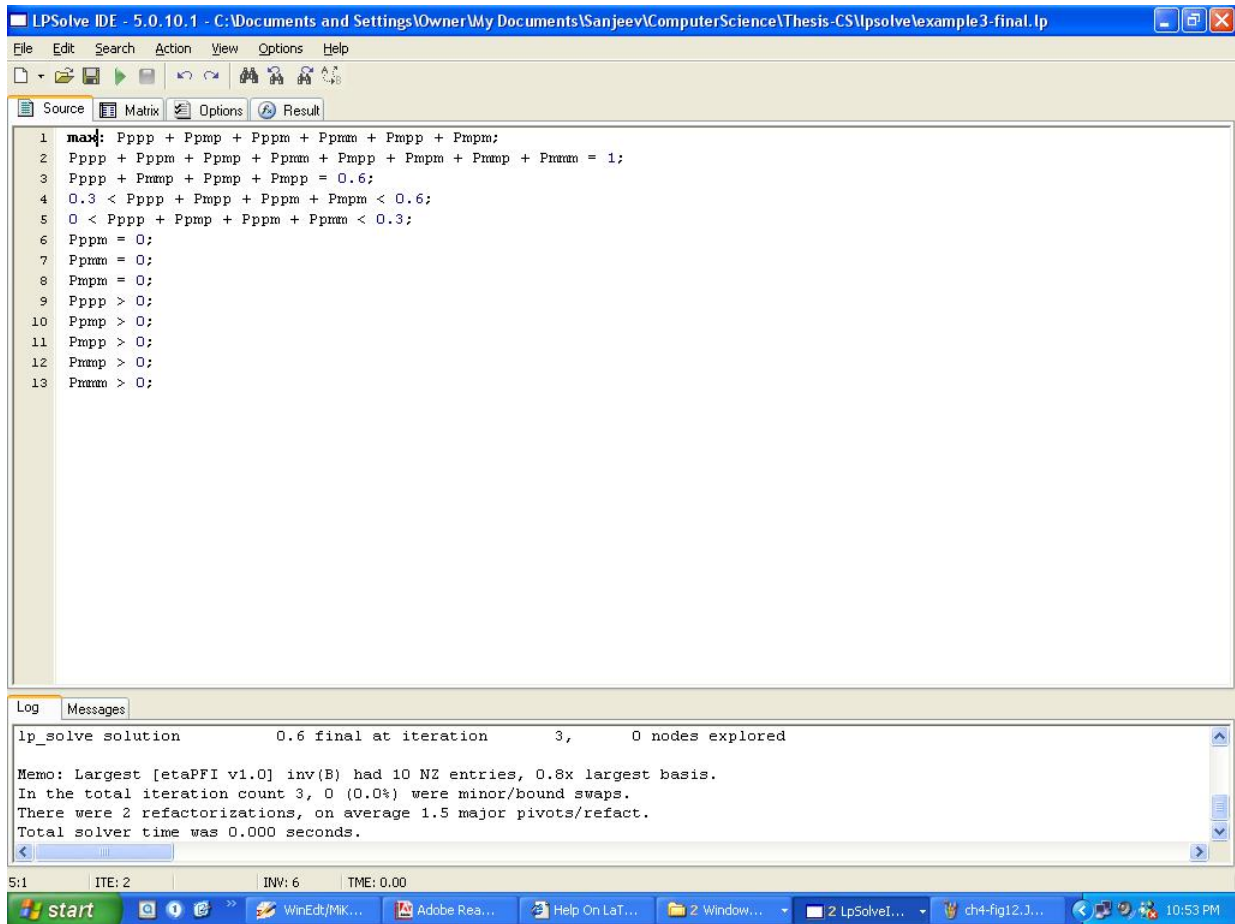 LPSolve IDE - 5.0.10.1 - C:\Documents and Settings\Owner\My Documents\Sanjeev\ComputerScience\Thesis-CS\lpsolve\example3-final.lp
File Edit Search Action View Options Help
Source Matrix Options Result
1 max: Pppp + Ppmp + Pppm + Ppmm + Pmpp + Pmpm;
2 Pppp + Pppm + Ppmp + Ppmm + Pmpp + Pmpm + Pmmp + Pmmm = 1;
3 Pppp + Pmmp + Ppmp + Pmpp = 0.6;
4 0.3 < Pppp + Pmpp + Pppm + Pmpm < 0.6;
5 0 < Pppp + Ppmp + Pppm + Ppmm < 0.3;
6 Pppm = 0;
7 Ppmm = 0;
8 Pmpm = 0;
9 Pppp > 0;
10 Ppmp > 0;
11 Pmpp > 0;
12 Pmmp > 0;
13 Pmmm > 0;
Log Messages
lp_solve solution 0.6 final at iteration 3, 0 nodes explored
Memo: Largest [etaPFI v1.0] inv(B) had 10 NZ entries, 0.8x largest basis.
In the total iteration count 3, 0 (0.0%) were minor/bound swaps.
There were 2 refactorizations, on average 1.5 major pivots/refact.
Total solver time was 0.000 seconds.
5:1 ITE: 2 INV: 6 TME: 0.00
start WinEdt/MiK... Adobe Rea... Help On LaT... 2 Window... 2 LpSolveI... ch4-fig12.J... 10:53 PM